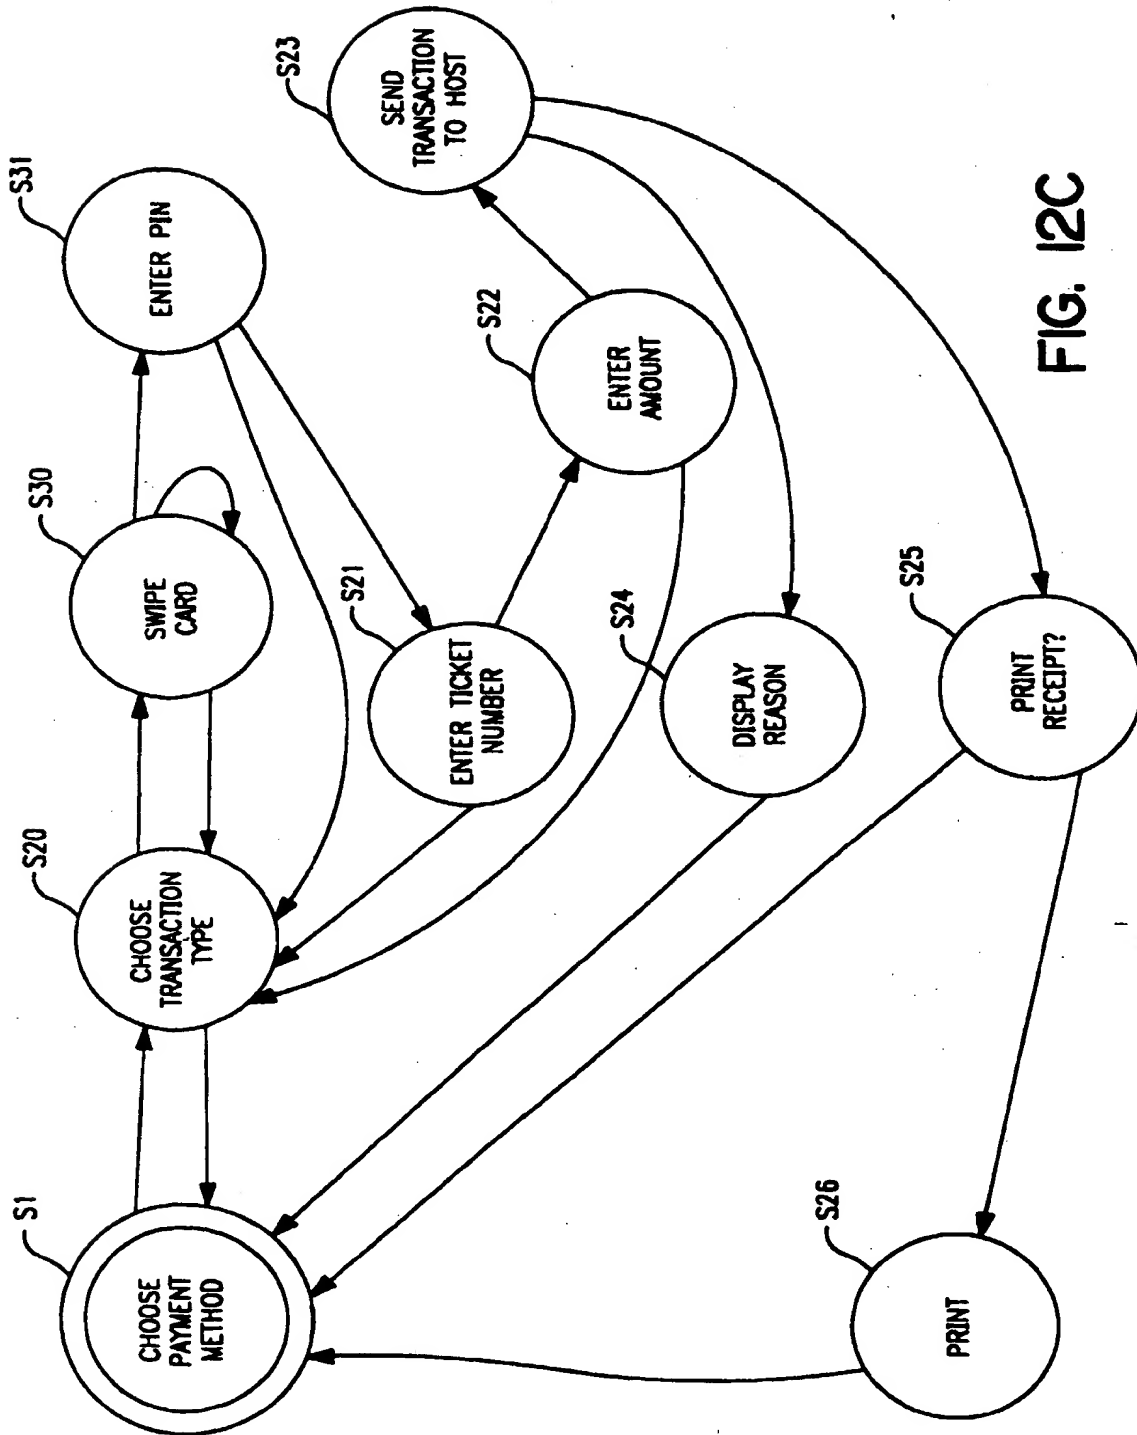 S1
CHOOSE
PAYMENT
METHOD
S20
CHOOSE
TRANSACTION
TYPE
S30
SWIPE
CARD
S31
ENTER PIN
S21
ENTER TICKET
NUMBER
S22
ENTER
AMOUNT
S23
SEND
TRANSACTION
TO HOST
S24
DISPLAY
REASON
S25
PRINT
RECEIPT?
S26
PRINT
FIG. 12C